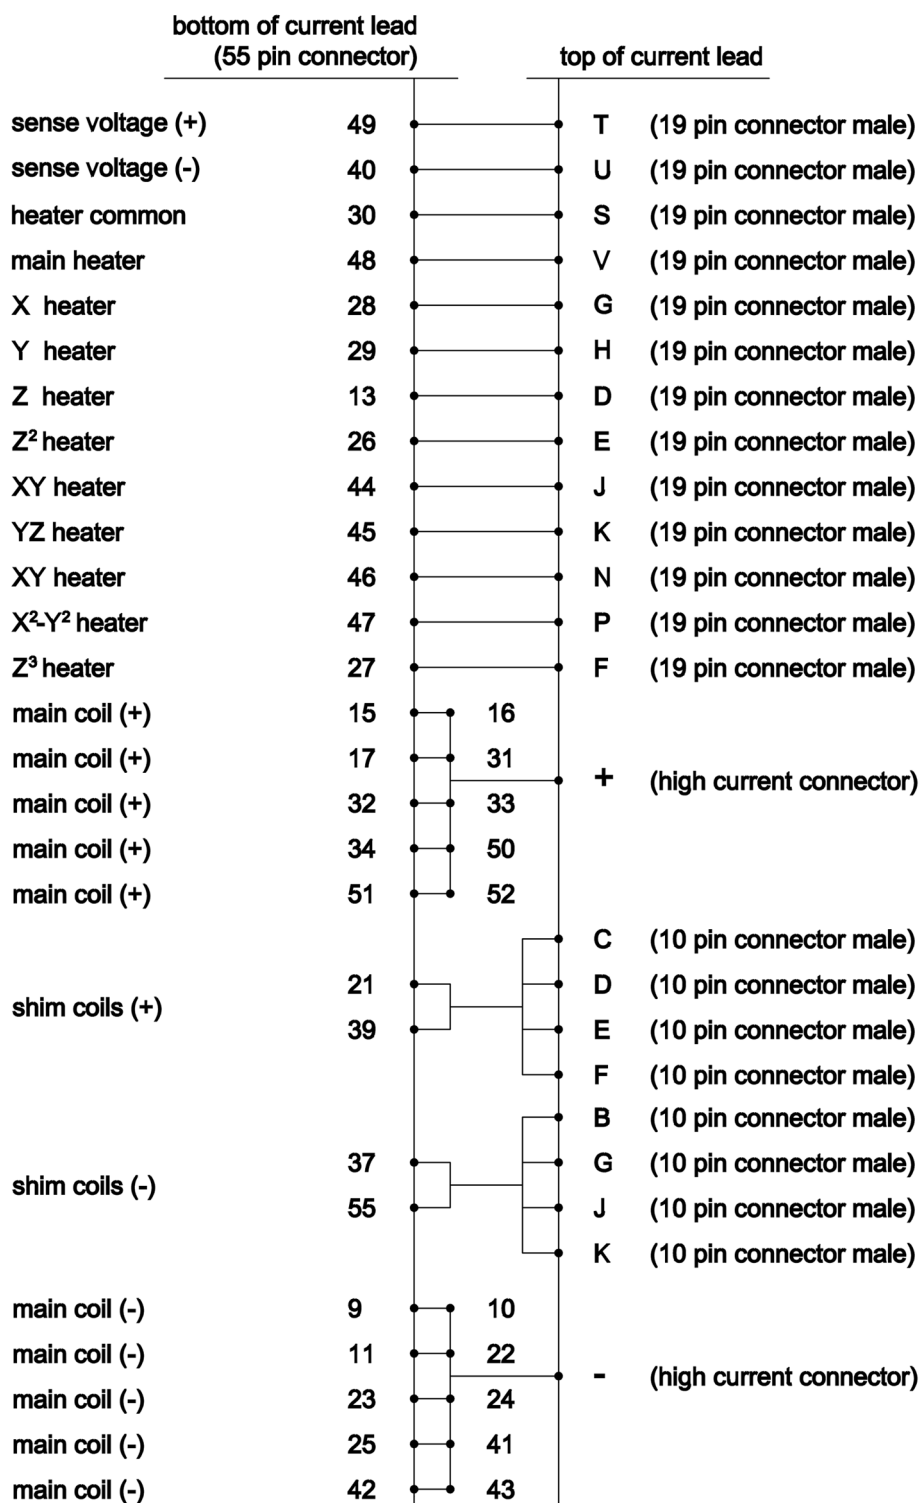 bottom of current lead
(55 pin connector)
top of current lead
sense voltage (+) 49 T (19 pin connector male)
sense voltage (-) 40 U (19 pin connector male)
heater common 30 S (19 pin connector male)
main heater 48 V (19 pin connector male)
X heater 28 G (19 pin connector male)
Y heater 29 H (19 pin connector male)
Z heater 13 D (19 pin connector male)
Z² heater 26 E (19 pin connector male)
XY heater 44 J (19 pin connector male)
YZ heater 45 K (19 pin connector male)
XY heater 46 N (19 pin connector male)
X²-Y² heater 47 P (19 pin connector male)
Z³ heater 27 F (19 pin connector male)
main coil (+) 15 16
main coil (+) 17 31
+ (high current connector)
main coil (+) 32 33
main coil (+) 34 50
main coil (+) 51 52
C (10 pin connector male)
21 D (10 pin connector male)
shim coils (+)
39 E (10 pin connector male)
F (10 pin connector male)
B (10 pin connector male)
37 G (10 pin connector male)
shim coils (-)
55 J (10 pin connector male)
K (10 pin connector male)
main coil (-) 9 10
main coil (-) 11 22
- (high current connector)
main coil (-) 23 24
main coil (-) 25 41
main coil (-) 42 43